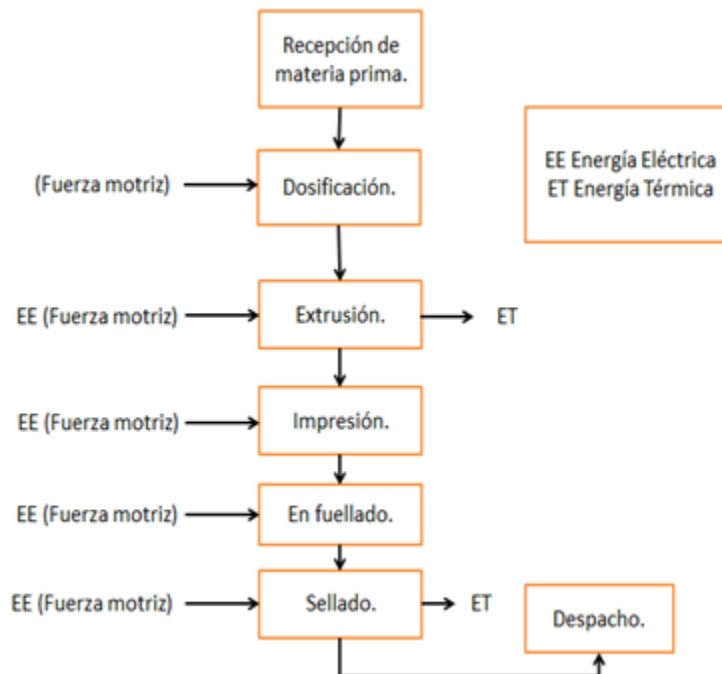 Recepción de
materia prima.
EE Energía Eléctrica
ET Energía Térmica
(Fuerza motriz)
Dosificación.
EE (Fuerza motriz)
Extrusión.
ET
EE (Fuerza motriz)
Impresión.
EE (Fuerza motriz)
En fuellado.
EE (Fuerza motriz)
Sellado.
ET
Despacho.